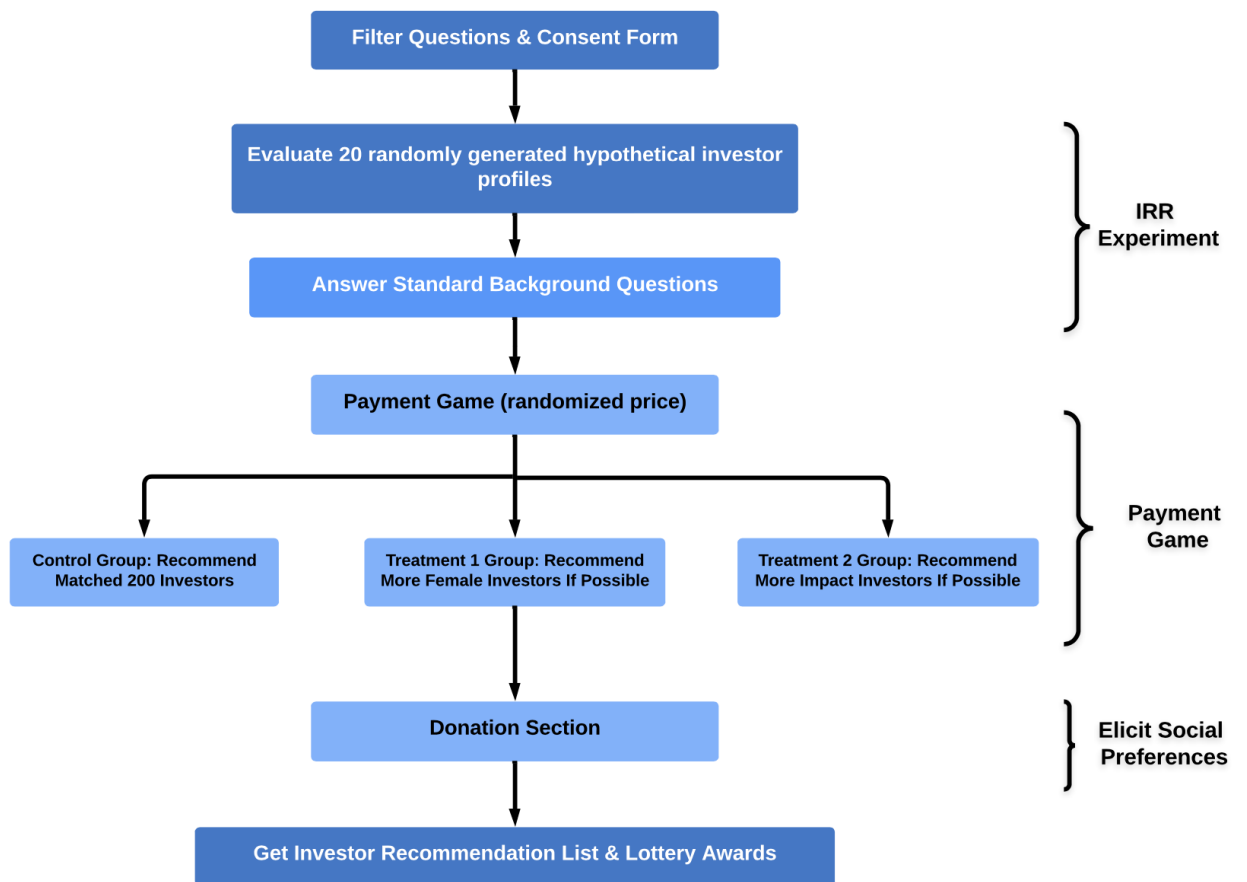 Filter Questions & Consent Form
Evaluate 20 randomly generated hypothetical investor
profiles
IRR
Experiment
Answer Standard Background Questions
Payment Game (randomized price)
Payment
Game
Control Group: Recommend
Matched 200 Investors
Treatment 1 Group: Recommend
More Female Investors If Possible
Treatment 2 Group: Recommend
More Impact Investors If Possible
Donation Section
Elicit Social
Preferences
Get Investor Recommendation List & Lottery Awards